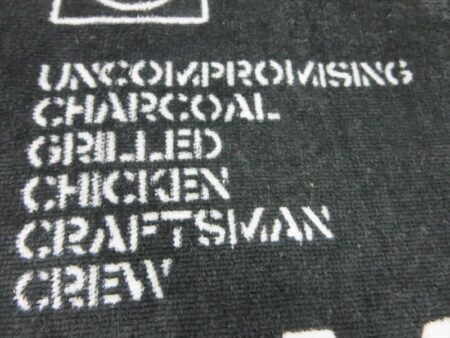 UNCOMPROMISING
CHARCOAL
GRILLED
CHICKEN
CRAFTSMAN
CREW